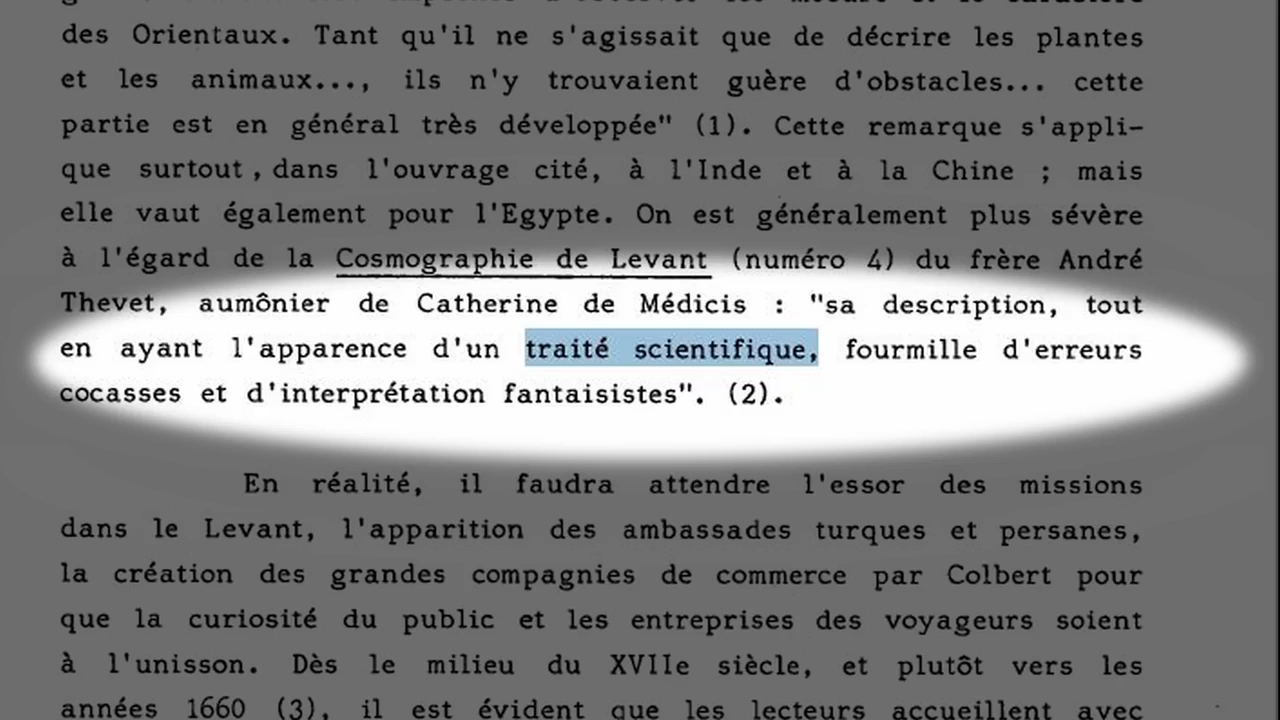 des Orientaux. Tant qu'il ne s'agissait que de décrire les plantes
et les animaux..., ils n'y trouvaient guère d'obstacles... cette
partie est en général très développée" (1). Cette remarque s'appli-
que surtout, dans l'ouvrage cité, à l'Inde et à la Chine ; mais
elle vaut également pour l'Egypte. On est généralement plus sévère
à l'égard de la Cosmographie de Levant (numéro 4) du frère André
Thevet, aumônier de Catherine de Médicis : "sa description, tout
en ayant l'apparence d'un traité scientifique, fourmille d'erreurs
cocasses et d'interprétation fantaisistes". (2).
En réalité, il faudra attendre l'essor des missions
dans le Levant, l'apparition des ambassades turques et persanes,
la création des grandes compagnies de commerce par Colbert pour
que la curiosité du public et les entreprises des voyageurs soient
à l'unisson. Dès le milieu du XVIIe siècle, et plutôt vers les
années 1660 (3), il est évident que les lecteurs accueillent avec